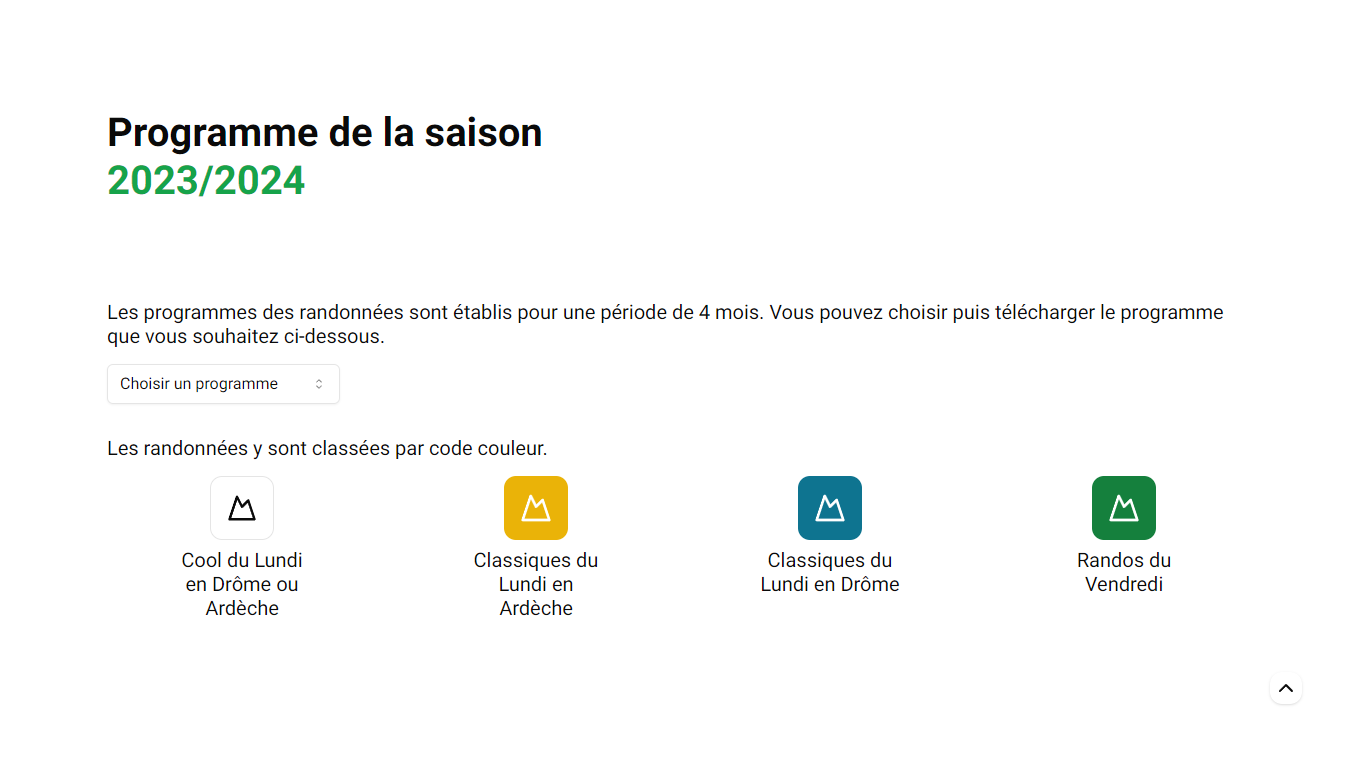 Programme de la saison
2023/2024
Les programmes des randonnées sont établis pour une période de 4 mois. Vous pouvez choisir puis télécharger le programme
que vous souhaitez ci-dessous.
Choisir un programme
Les randonnées y sont classées par code couleur.
Cool du Lundi
en Drôme ou
Ardèche
Classiques du
Lundi en
Ardèche
Classiques du
Lundi en Drôme
Randos du
Vendredi